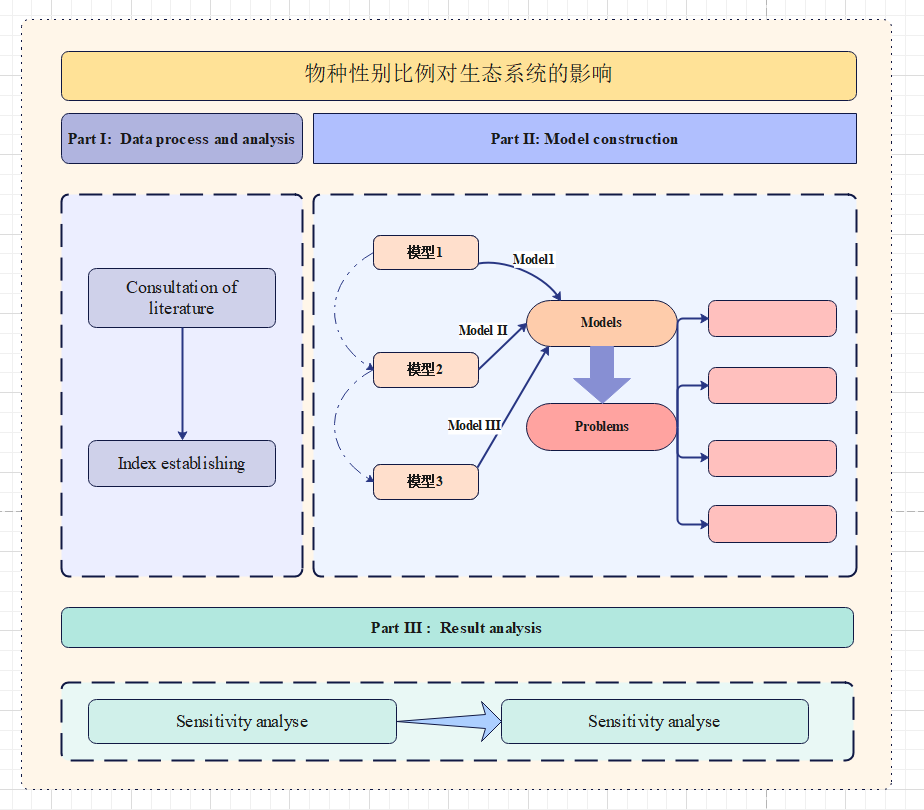 物种性别比例对生态系统的影响
Part I: Data process and analysis
Part II: Model construction
Consultation of
literature
Index establishing
模型1
Model1
Models
Model II
模型2
Model III
Problems
模型3
Part III : Result analysis
Sensitivity analyse
Sensitivity analyse